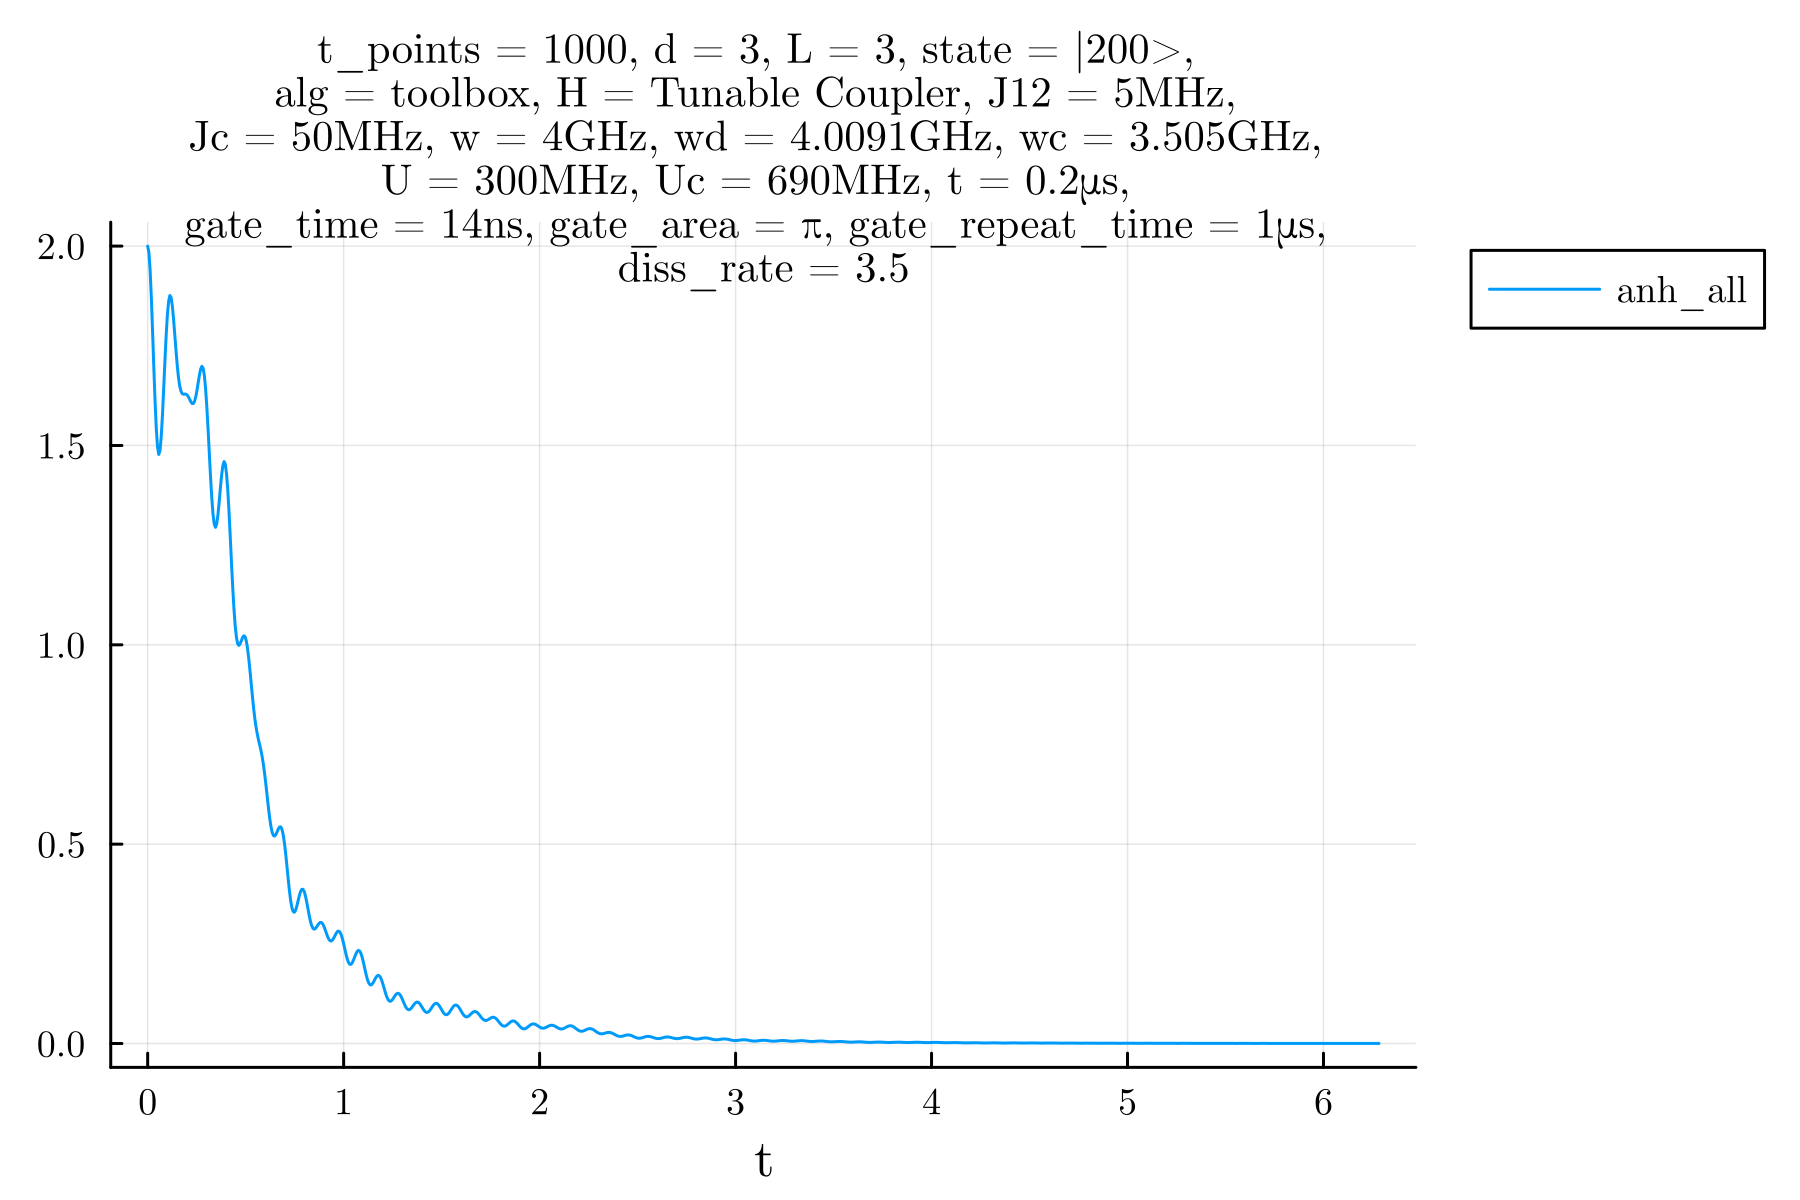 t_points = 1000, d = 3, L = 3, state = |200>,
alg = toolbox, H = Tunable Coupler, J12 = 5MHz,
Jc = 50MHz, w = 4GHz, wd = 4.0091GHz, wc = 3.505GHz,
U = 300MHz, Uc = 690MHz, t = 0.2μs,
gate_time = 14ns, gate_area = π, gate_repeat_time = 1μs,
diss_rate = 3.5
anh_all
2.0
1.5
1.0
0.5
0.0
0 1 2 3 4 5 6
t